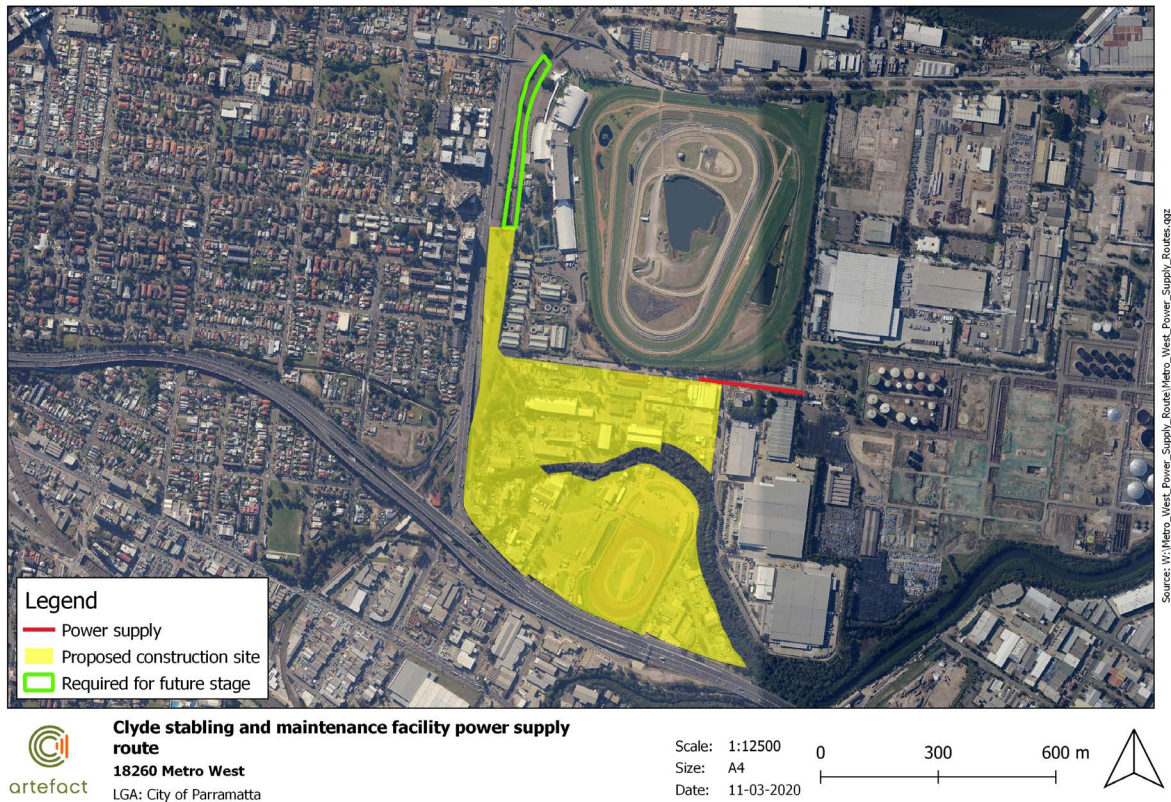 Legend
Power supply
Proposed construction site
Required for future stage
Source: W:\Metro_West_Power_Supply_Route\Metro_West_Power_Supply_Routes.qgz
artefact
Clyde stabling and maintenance facility power supply
route
18260 Metro West
LGA: City of Parramatta
Scale: 1:12500
Size: A4
Date: 11-03-2020
0 300 600 m